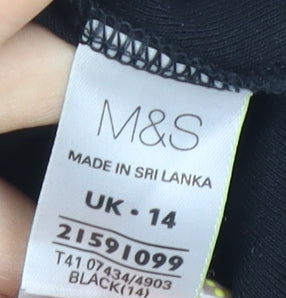 M&S
MADE IN SRI LANKA
UK · 14
21591099
T41 07434/4903
BLACK(14)